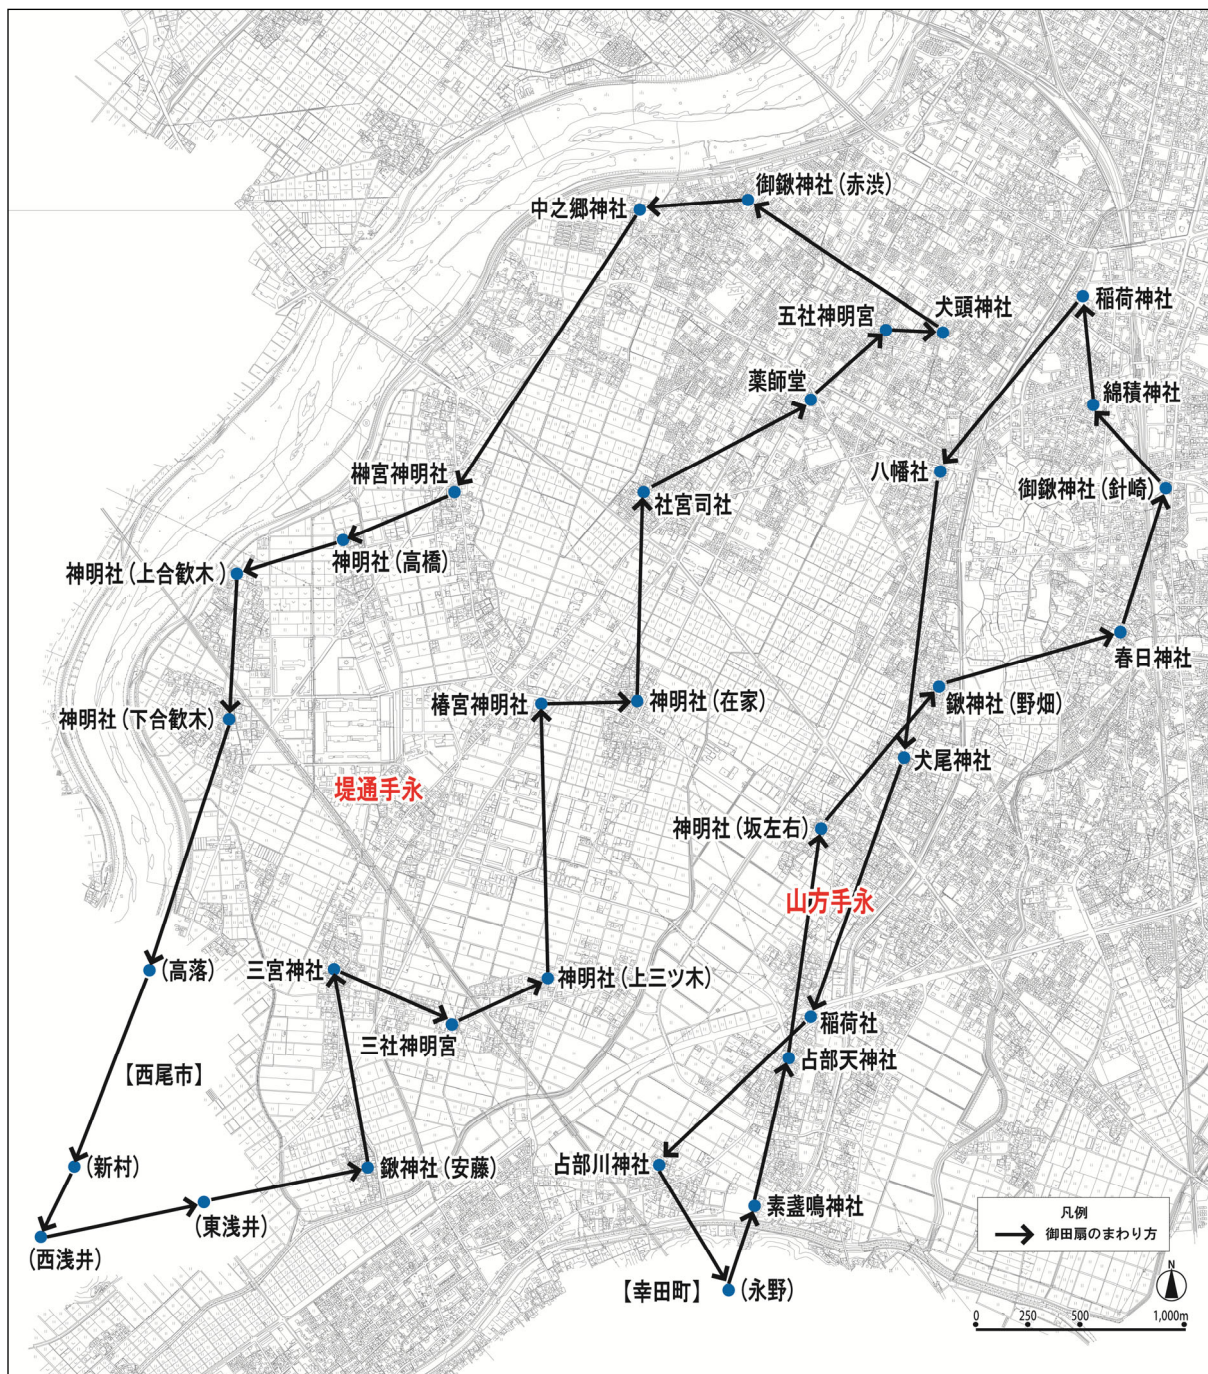 御鍬神社（赤渋）
中之郷神社
稲荷神社
犬頭神社
五社神明宮
薬師堂
綿積神社
八幡社
御鍬神社（針崎）
榊宮神明社
社宮司社
神明社（高橋）
神明社（上合歓木）
春日神社
椿宮神明社
神明社（在家）
鍬神社（野畑）
神明社（下合歓木）
犬尾神社
堤通手永
神明社（坂左右）
山方手永
（高落）
三宮神社
神明社（上三ツ木）
稲荷社
三社神明宮
占部天神社
【西尾市】
（新村）
鍬神社（安藤）
占部川神社
素盞鳴神社
（東浅井）
（西浅井）
【幸田町】
（永野）
凡例
御田扇のまわり方
N
0 250 500 1,000m